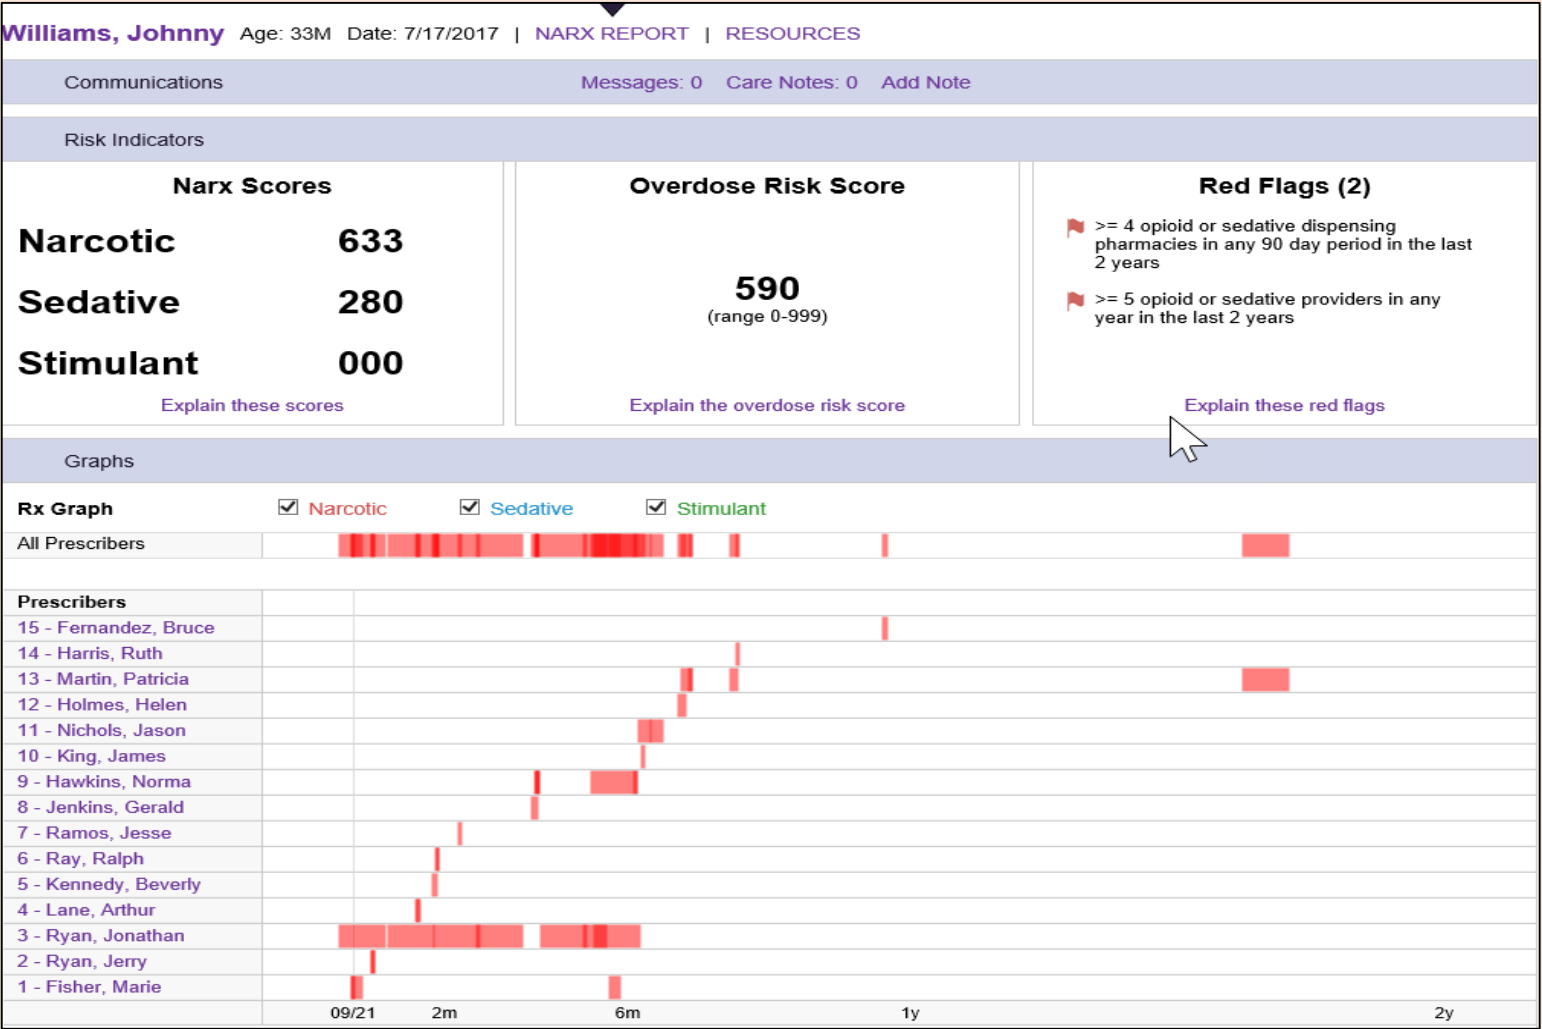 Williams, Johnny Age: 33M Date: 7/17/2017 | NARX REPORT | RESOURCES
Communications Messages: 0 Care Notes: 0 Add Note
Risk Indicators
Narx Scores
Narcotic 633
Sedative 280
Stimulant 000
Explain these scores
Overdose Risk Score
590
(range 0-999)
Explain the overdose risk score
Red Flags (2)
>= 4 opioid or sedative dispensing
pharmacies in any 90 day period in the last
2 years
>= 5 opioid or sedative providers in any
year in the last 2 years
Explain these red flags
Graphs
Rx Graph Narcotic Sedative Stimulant
All Prescribers
Prescribers
15 - Fernandez, Bruce
14 - Harris, Ruth
13 - Martin, Patricia
12 - Holmes, Helen
11 - Nichols, Jason
10 - King, James
9 - Hawkins, Norma
8 - Jenkins, Gerald
7 - Ramos, Jesse
6 - Ray, Ralph
5 - Kennedy, Beverly
4 - Lane, Arthur
3 - Ryan, Jonathan
2 - Ryan, Jerry
1 - Fisher, Marie
09/21 2m 6m 1y 2y